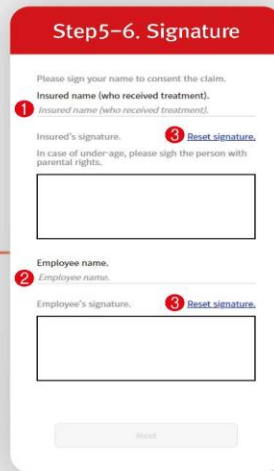 Step5-6. Signature
Please sign your name to consent the claim.
Insured name (who received treatment).
1 Insured name (who received treatment).
Insured's signature. 3 Reset signature.
In case of under-age, please sigh the person with
parental rights.
Employee name.
2 Employee name.
Employee's signature. 3 Reset signature.
Next